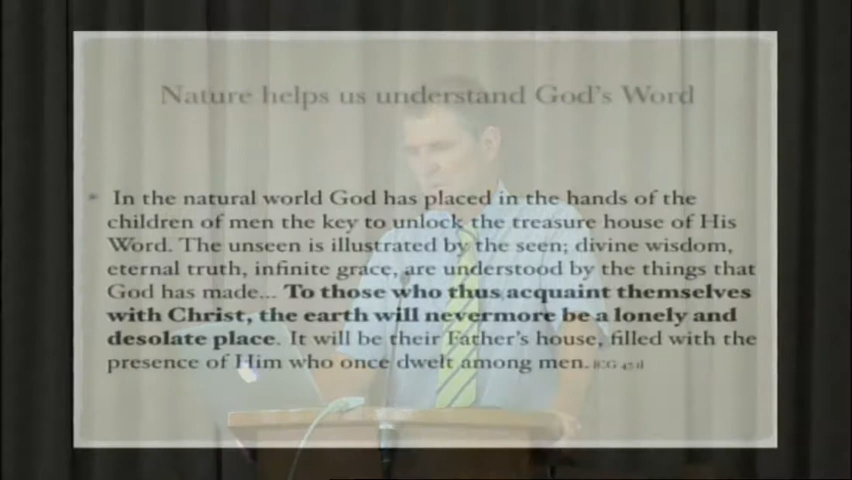 Nature helps us understand God's Word
In the natural world God has placed in the hands of the
children of men the key to unlock the treasure house of His
Word. The unseen is illustrated by the seen; divine wisdom,
eternal truth, infinite grace, are understood by the things that
God has made... To those who thus acquaint themselves
with Christ, the earth will nevermore be a lonely and
desolate place. It will be their Father's house, filled with the
presence of Him who once dwelt among men.